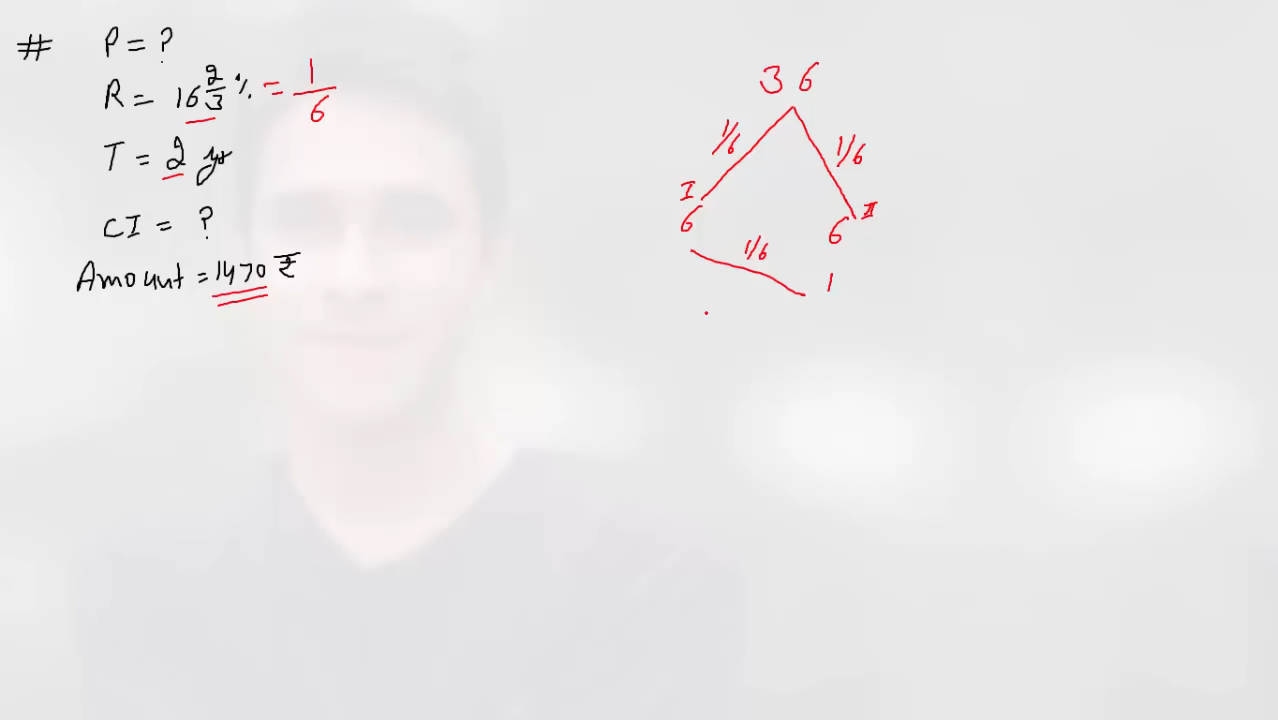 # P = ?
R = 16 2/3 % = 1/6
T = 2 yr
CI = ?
Amount = 1470 ₹
36
1/6 1/6
I II
6 6
1/6
1